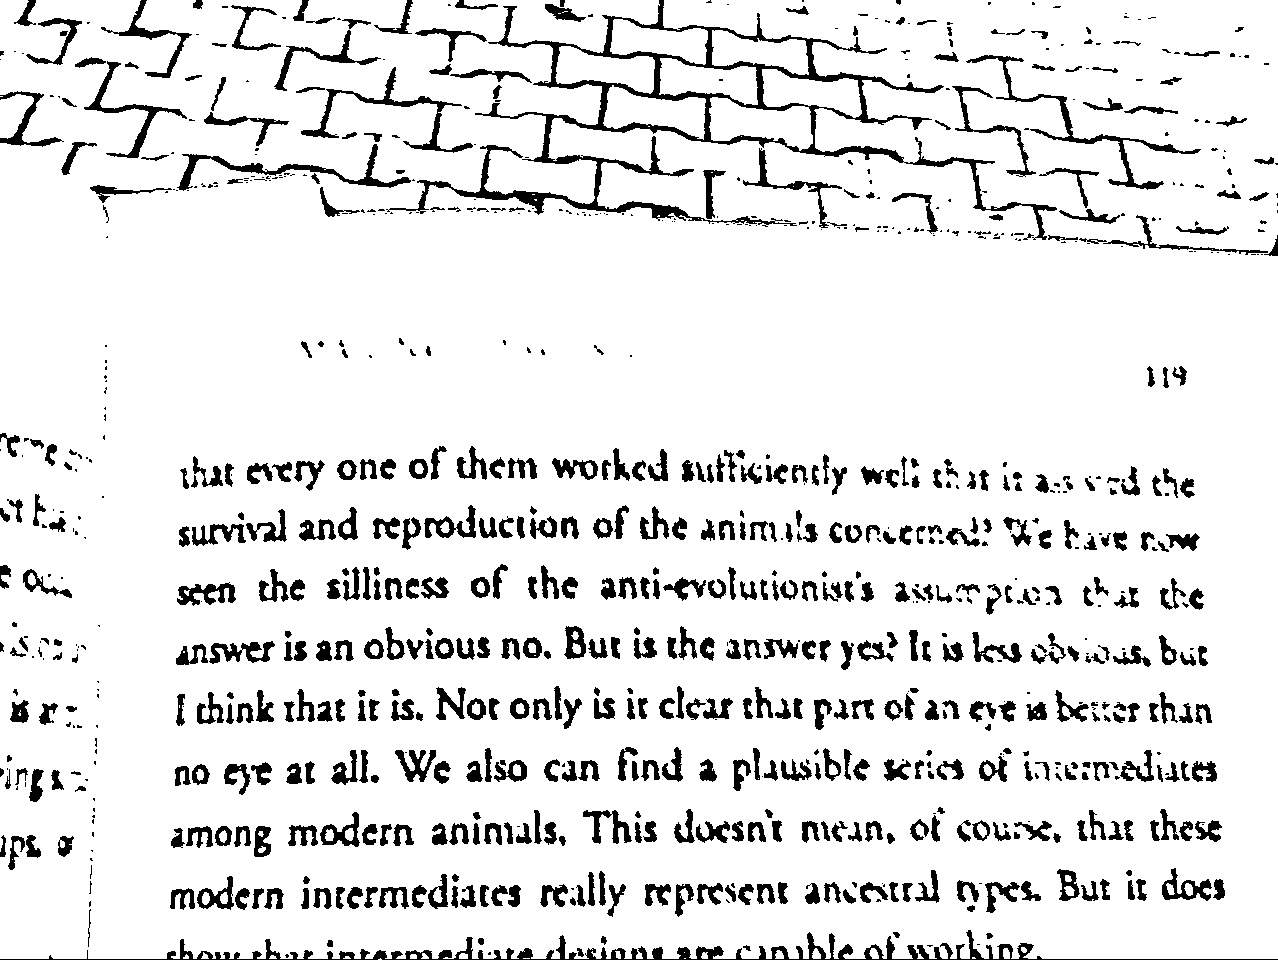 119
that every one of them worked sufficiently well that it assisted the
survival and reproduction of the animals concerned? We have now
seen the silliness of the anti-evolutionist's assumption that the
answer is an obvious no. But is the answer yes? It is less obvious, but
I think that it is. Not only is it clear that part of an eye is better than
no eye at all. We also can find a plausible series of intermediates
among modern animals. This doesn't mean, of course, that these
modern intermediates really represent ancestral types. But it does
show that intermediate designs are capable of working.